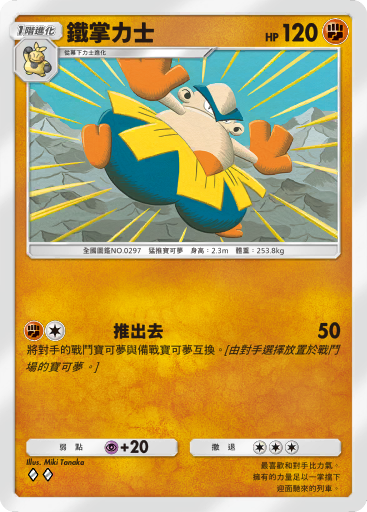 1階進化 鐵掌力士 HP 120
從幕下力士進化
全國圖鑑NO.0297 猛推寶可夢 身高：2.3m 體重：253.8kg
推出去 50
將對手的戰鬥寶可夢與備戰寶可夢互換。[由對手選擇放置於戰鬥
場的寶可夢。]
弱點 +20 撤退
Illus. Miki Tanaka
最喜歡和對手比力氣。
擁有的力量足以一掌擋下
迎面馳來的列車。